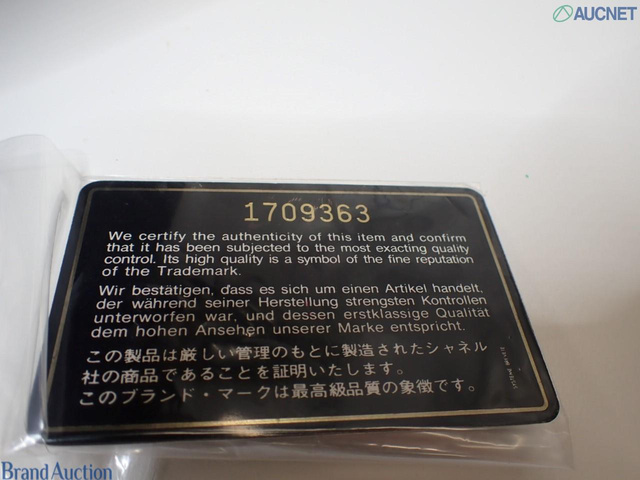 AUCNET
1709363
We certify the authenticity of this item and confirm
that it has been subjected to the most exacting quality
control. Its high quality is a symbol of the fine reputation
of the Trademark.
Wir bestätigen, dass es sich um einen Artikel handelt,
der während seiner Herstellung strengsten Kontrollen
unterworfen war, und dessen erstklassige Qualität
dem hohen Ansehen unserer Marke entspricht.
この製品は厳しい管理のもとに製造されたシャネル
社の商品であることを証明いたします。
このブランド・マークは最高級品質の象徴です。
Brand Auction